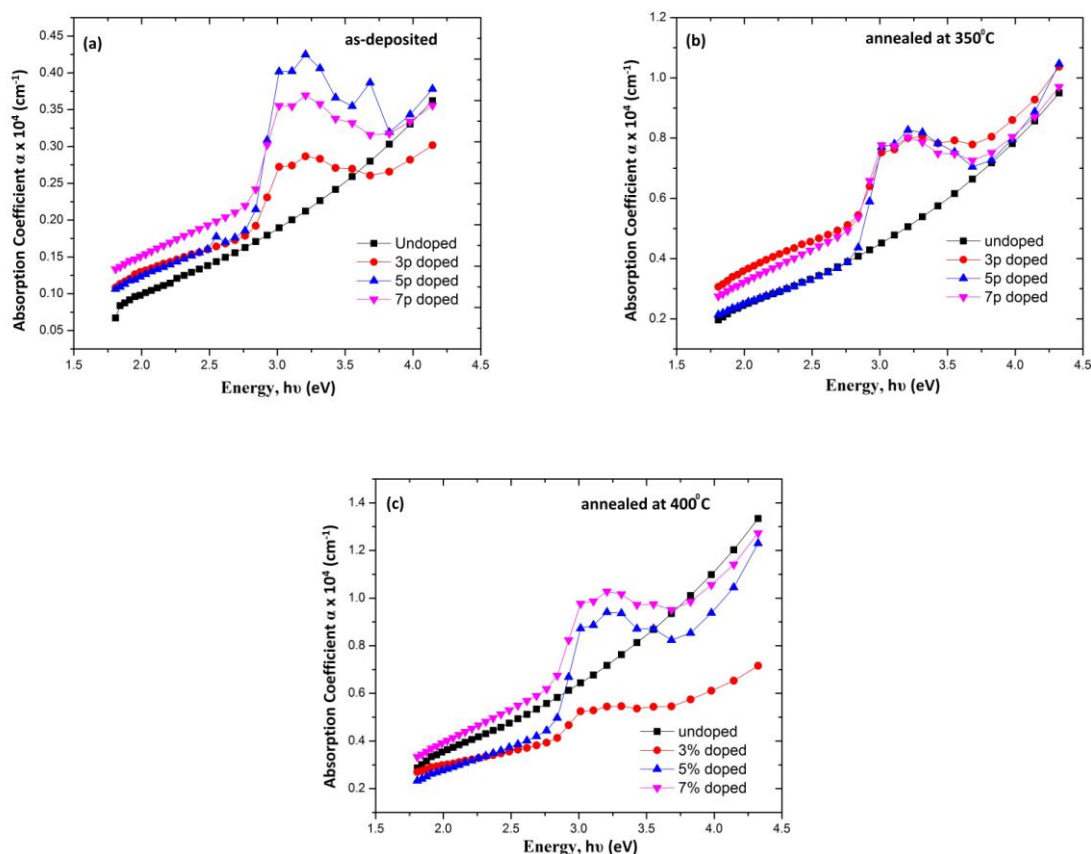 (a)
as-deposited
Absorption Coefficient α x 10⁴ (cm⁻¹)
0.45
0.40
0.35
0.30
0.25
0.20
0.15
0.10
0.05
Undoped
3p doped
5p doped
7p doped
1.5 2.0 2.5 3.0 3.5 4.0 4.5
Energy, hυ (eV)
(b)
annealed at 350⁰C
Absorption Coefficient α x 10⁴ (cm⁻¹)
1.2
1.0
0.8
0.6
0.4
0.2
undoped
3p doped
5p doped
7p doped
1.5 2.0 2.5 3.0 3.5 4.0 4.5
Energy, hυ (eV)
(c)
annealed at 400⁰C
Absorption Coefficient α x 10⁴ (cm⁻¹)
1.4
1.2
1.0
0.8
0.6
0.4
0.2
undoped
3% doped
5% doped
7% doped
1.5 2.0 2.5 3.0 3.5 4.0 4.5
Energy, hυ (eV)